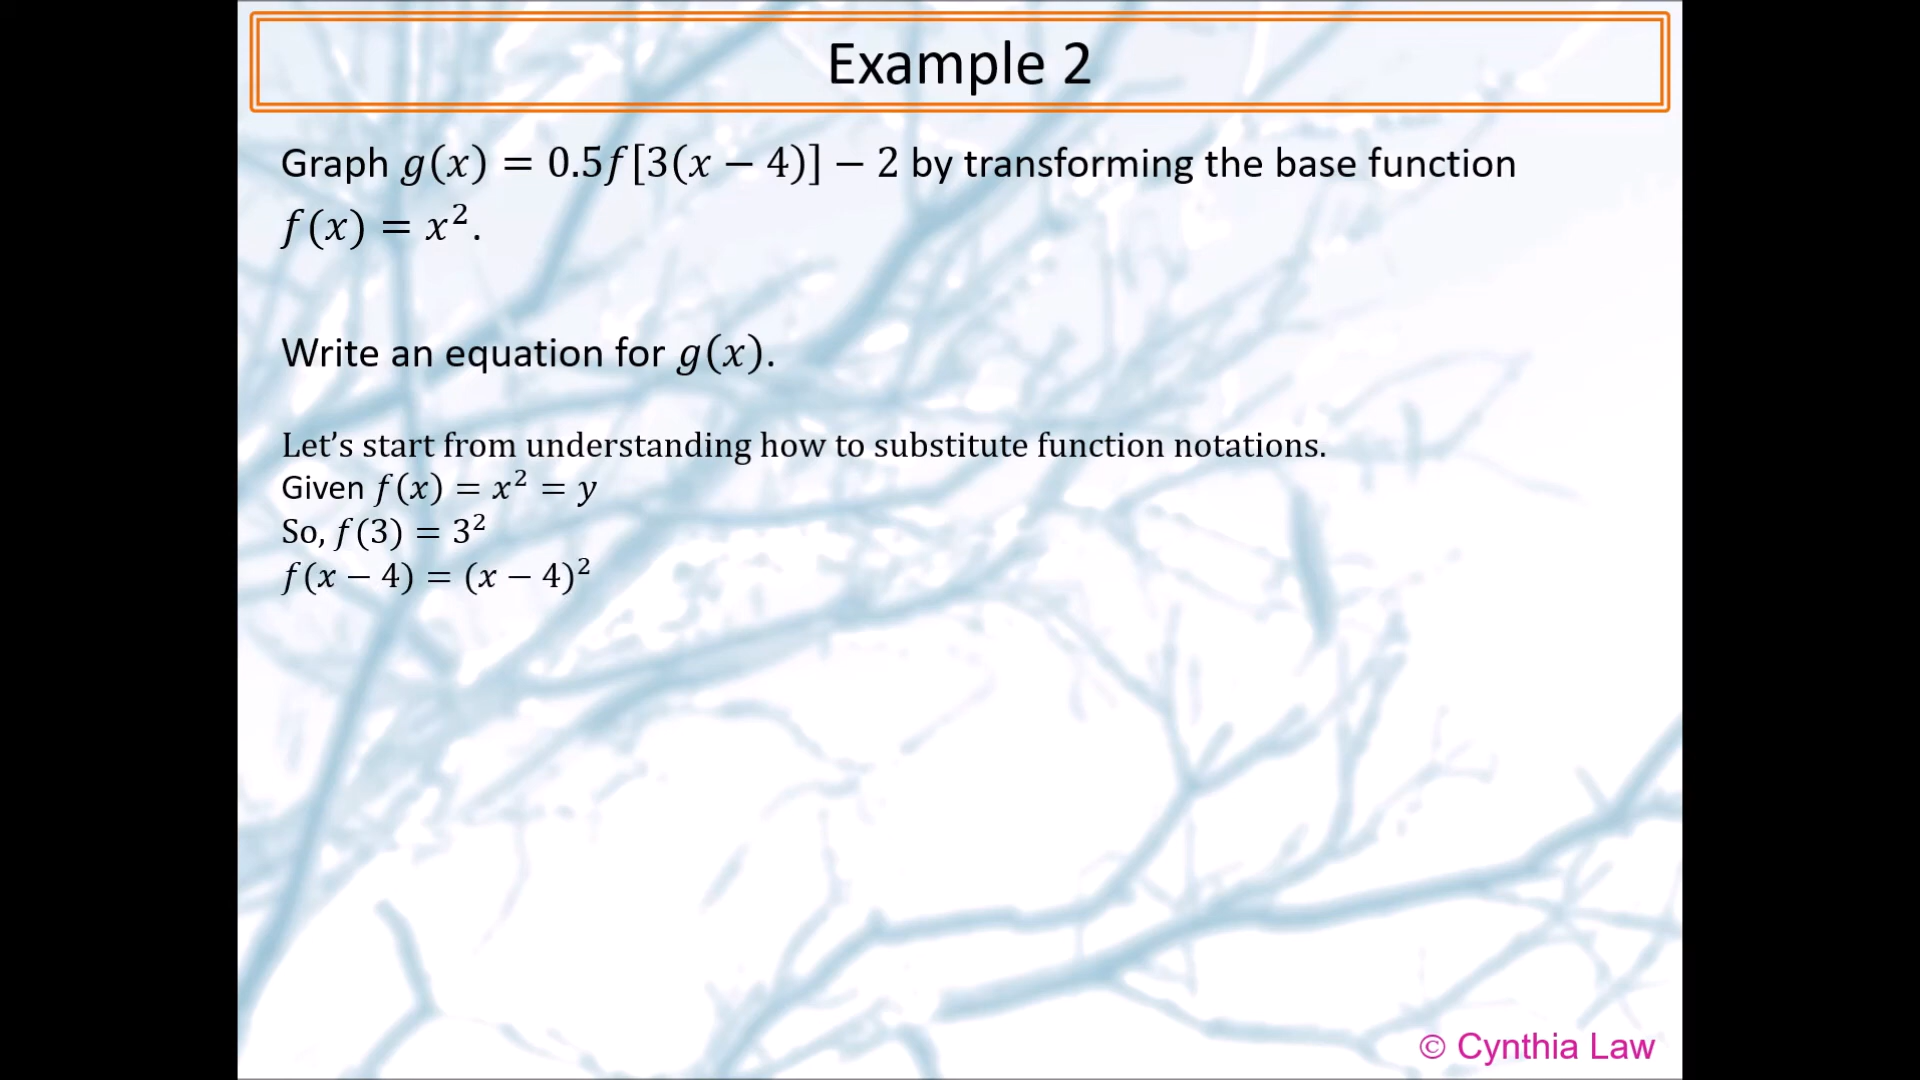 Example 2
Graph g(x) = 0.5f[3(x − 4)] − 2 by transforming the base function
f(x) = x².
Write an equation for g(x).
Let’s start from understanding how to substitute function notations.
Given f(x) = x² = y
So, f(3) = 3²
f(x − 4) = (x − 4)²
© Cynthia Law